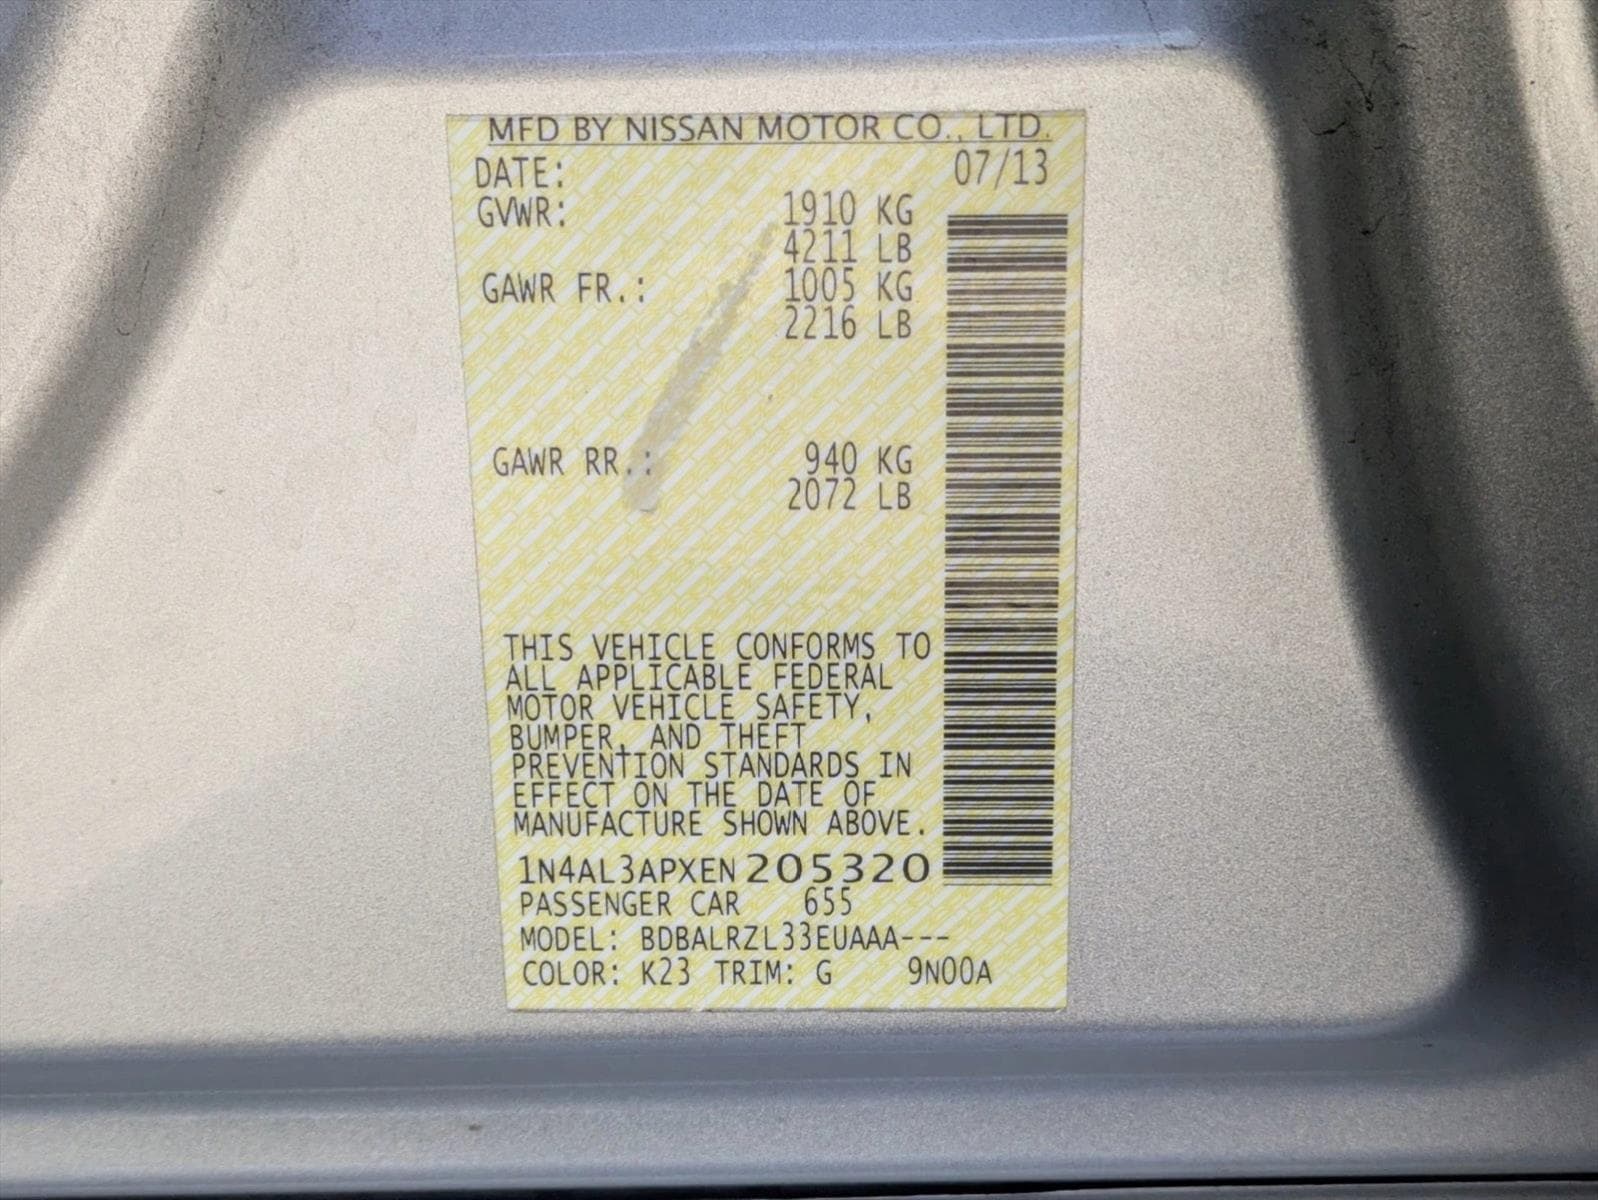 MFD BY NISSAN MOTOR CO., LTD.
DATE: 07/13
GVWR: 1910 KG
4211 LB
GAWR FR.: 1005 KG
2216 LB
GAWR RR.: 940 KG
2072 LB
THIS VEHICLE CONFORMS TO
ALL APPLICABLE FEDERAL
MOTOR VEHICLE SAFETY,
BUMPER, AND THEFT
PREVENTION STANDARDS IN
EFFECT ON THE DATE OF
MANUFACTURE SHOWN ABOVE.
1N4AL3APXEN205320
PASSENGER CAR 655
MODEL: BDBALRZL33EUAAA---
COLOR: K23 TRIM: G 9N00A